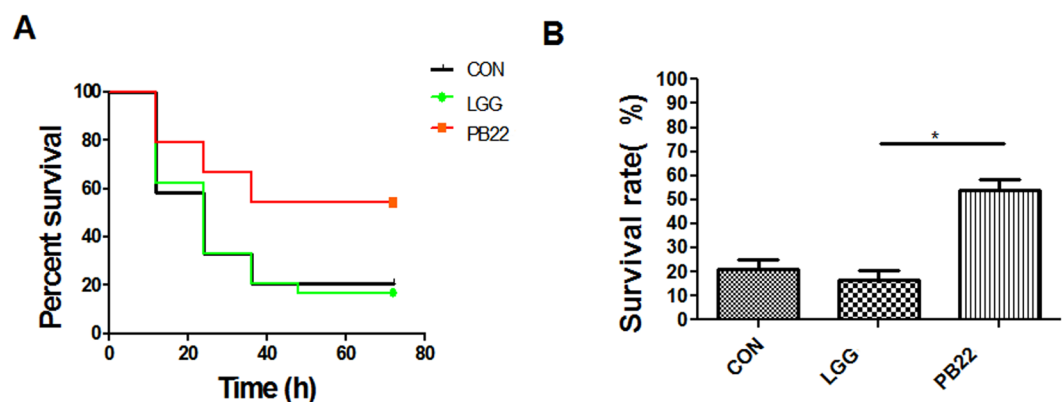 A
CON
LGG
PB22
Percent survival
100
80
60
40
20
0
0 20 40 60 80
Time (h)
B
Survival rate( %)
100
90
80
70
60
50
40
30
20
10
0
*
CON LGG PB22